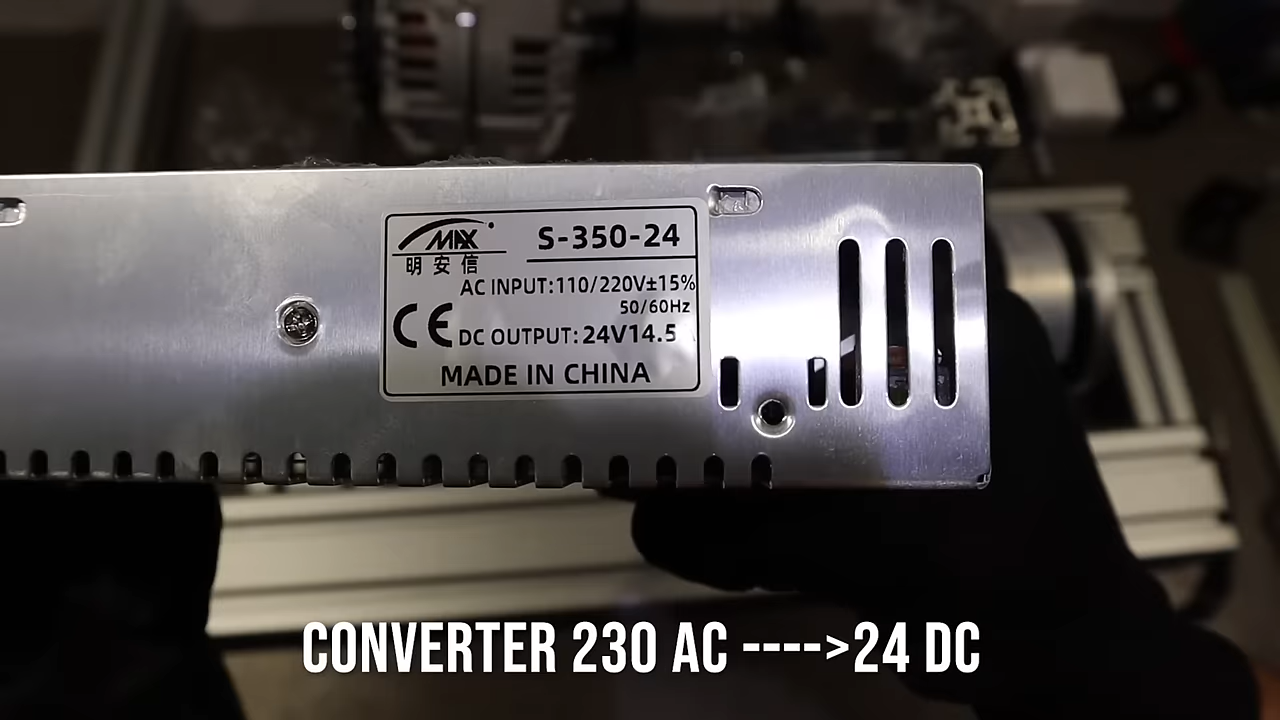 MAX
明安信
S-350-24
AC INPUT:110/220V±15%
50/60Hz
CE DC OUTPUT:24V14.5
MADE IN CHINA
CONVERTER 230 AC ---->24 DC